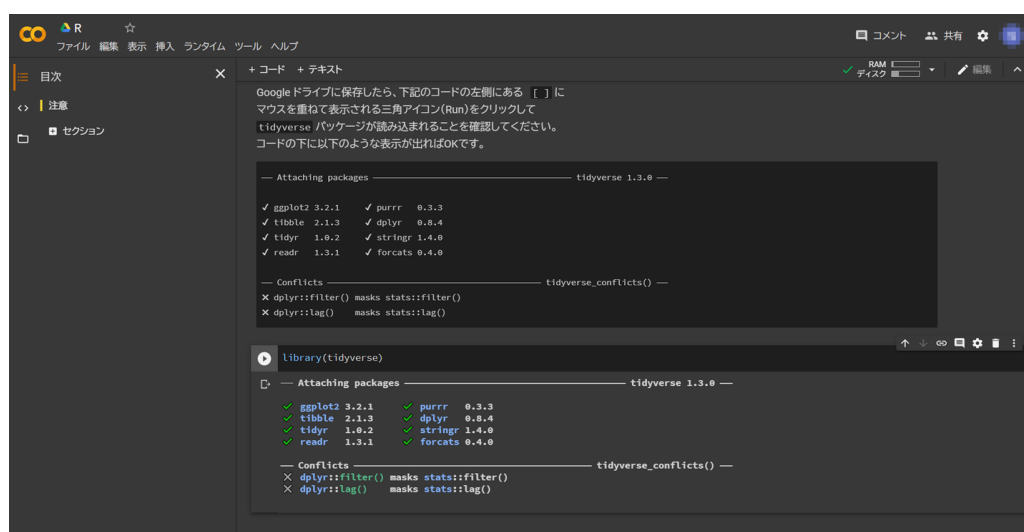 R
コメント
共有
ファイル 編集 表示 挿入 ランタイム ツール ヘルプ
目次
+ コード + テキスト
RAM
ディスク
編集
注意
セクション
Google ドライブに保存したら、下記のコードの左側にある [ ] に
マウスを重ねて表示される三角アイコン(Run)をクリックして
tidyverse パッケージが読み込まれることを確認してください。
コードの下に以下のような表示が出ればOKです。
── Attaching packages ──────────────── tidyverse 1.3.0 ──
✓ ggplot2 3.2.1 ✓ purrr 0.3.3
✓ tibble 2.1.3 ✓ dplyr 0.8.4
✓ tidyr 1.0.2 ✓ stringr 1.4.0
✓ readr 1.3.1 ✓ forcats 0.4.0
── Conflicts ──────────────── tidyverse_conflicts() ──
✕ dplyr::filter() masks stats::filter()
✕ dplyr::lag() masks stats::lag()
library(tidyverse)
── Attaching packages ──────────────── tidyverse 1.3.0 ──
✓ ggplot2 3.2.1 ✓ purrr 0.3.3
✓ tibble 2.1.3 ✓ dplyr 0.8.4
✓ tidyr 1.0.2 ✓ stringr 1.4.0
✓ readr 1.3.1 ✓ forcats 0.4.0
── Conflicts ──────────────── tidyverse_conflicts() ──
✕ dplyr::filter() masks stats::filter()
✕ dplyr::lag() masks stats::lag()